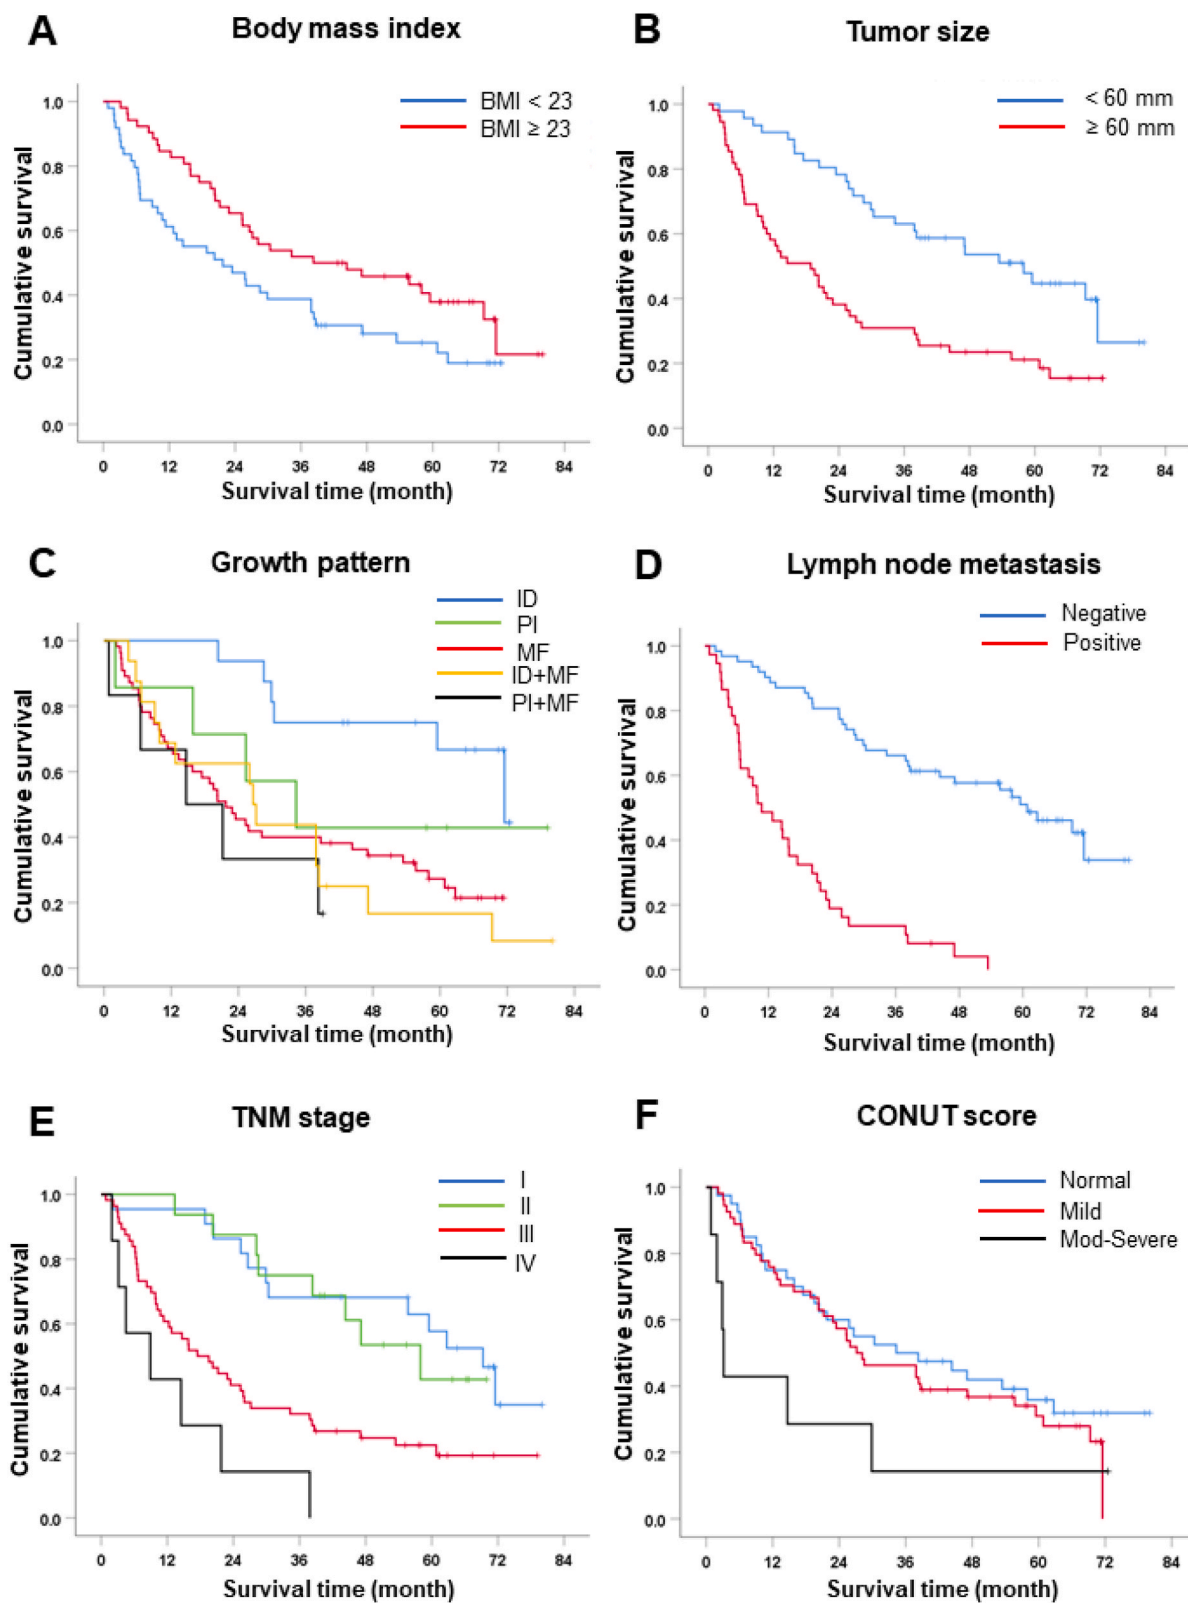 A
Body mass index
BMI < 23
BMI ≥ 23
Cumulative survival
1.0
0.8
0.6
0.4
0.2
0.0
0 12 24 36 48 60 72 84
Survival time (month)
B
Tumor size
< 60 mm
≥ 60 mm
Cumulative survival
1.0
0.8
0.6
0.4
0.2
0.0
0 12 24 36 48 60 72 84
Survival time (month)
C
Growth pattern
ID
PI
MF
ID+MF
PI+MF
Cumulative survival
1.0
0.8
0.6
0.4
0.2
0.0
0 12 24 36 48 60 72 84
Survival time (month)
D
Lymph node metastasis
Negative
Positive
Cumulative survival
1.0
0.8
0.6
0.4
0.2
0.0
0 12 24 36 48 60 72 84
Survival time (month)
E
TNM stage
I
II
III
IV
Cumulative survival
1.0
0.8
0.6
0.4
0.2
0.0
0 12 24 36 48 60 72 84
Survival time (month)
F
CONUT score
Normal
Mild
Mod-Severe
Cumulative survival
1.0
0.8
0.6
0.4
0.2
0.0
0 12 24 36 48 60 72 84
Survival time (month)